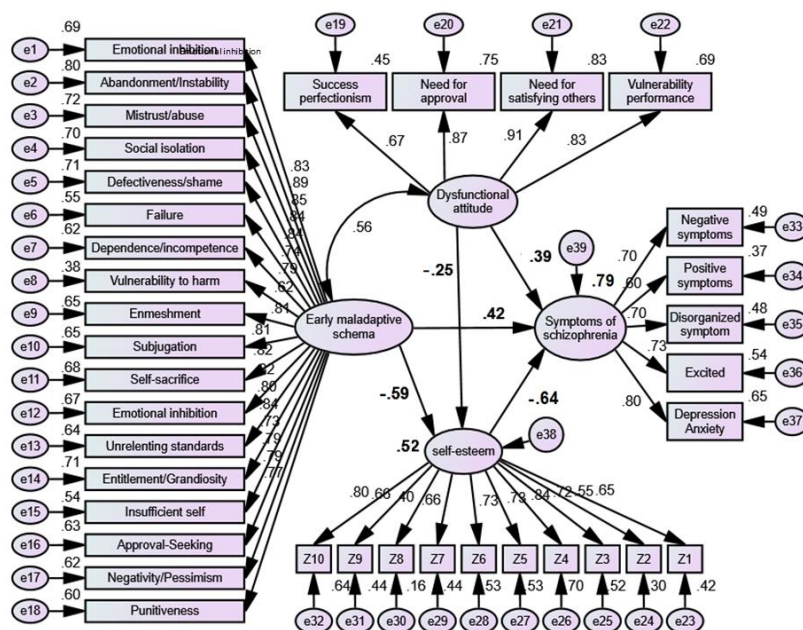 e19
e20
e21
e22
.45
.75
.83
.69
Success
perfectionism
Need for
approval
Need for
satisfying others
Vulnerability
performance
.67
.87
.91
.83
Dysfunctional
attitude
.69
e1
Emotional inhibition
Emotional inhibition
.80
e2
Abandonment/Instability
.72
e3
Mistrust/abuse
.70
e4
Social isolation
.71
e5
Defectiveness/shame
.55
e6
Failure
.62
e7
Dependence/incompetence
.38
e8
Vulnerability to harm
.65
e9
Enmeshment
.65
e10
Subjugation
.68
e11
Self-sacrifice
.67
e12
Emotional inhibition
.64
e13
Unrelenting standards
.71
e14
Entitlement/Grandiosity
.54
e15
Insufficient self
.63
e16
Approval-Seeking
.62
e17
Negativity/Pessimism
.60
e18
Punitiveness
.83
.89
.85
.84
.84
.74
.79
.62
.81
.81
.82
.82
.80
.84
.73
.79
.79
.77
Early maladaptive
schema
.56
-.25
.39
.42
-.59
-.64
e39
.79
Symptoms of
schizophrenia
.70
.60
.70
.73
.80
Negative
symptoms
.49
e33
Positive
symptoms
.37
e34
Disorganized
symptom
.48
e35
Excited
.54
e36
Depression
Anxiety
.65
e37
.52
self-esteem
e38
.80
.66
.40
.66
.73
.73
.84
.72
.55
.65
Z10
Z9
Z8
Z7
Z6
Z5
Z4
Z3
Z2
Z1
.64
.44
.16
.44
.53
.53
.70
.52
.30
.42
e32
e31
e30
e29
e28
e27
e26
e25
e24
e23